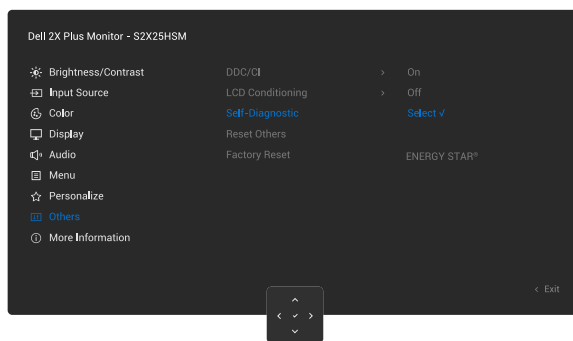 Dell 2X Plus Monitor - S2X25HSM
Brightness/Contrast DDC/CI > On
Input Source LCD Conditioning > Off
Color Self-Diagnostic Select √
Display Reset Others
Audio Factory Reset ENERGY STAR®
Menu
Personalize
Others
More Information
< Exit